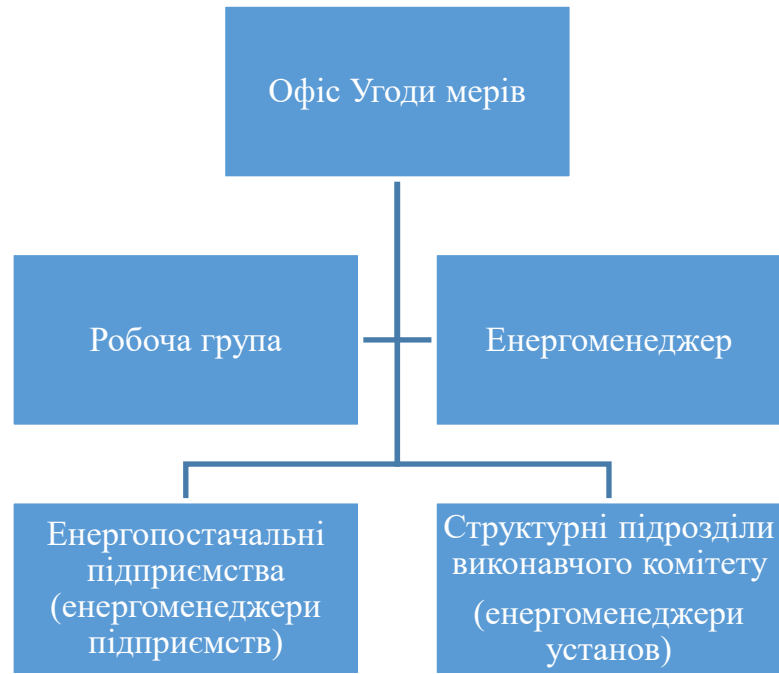 Офіс Угоди мерів
Робоча група
Енергоменеджер
Енергопостачальні
підприємства
(енергоменеджери
підприємств)
Структурні підрозділи
виконавчого комітету
(енергоменеджери
установ)